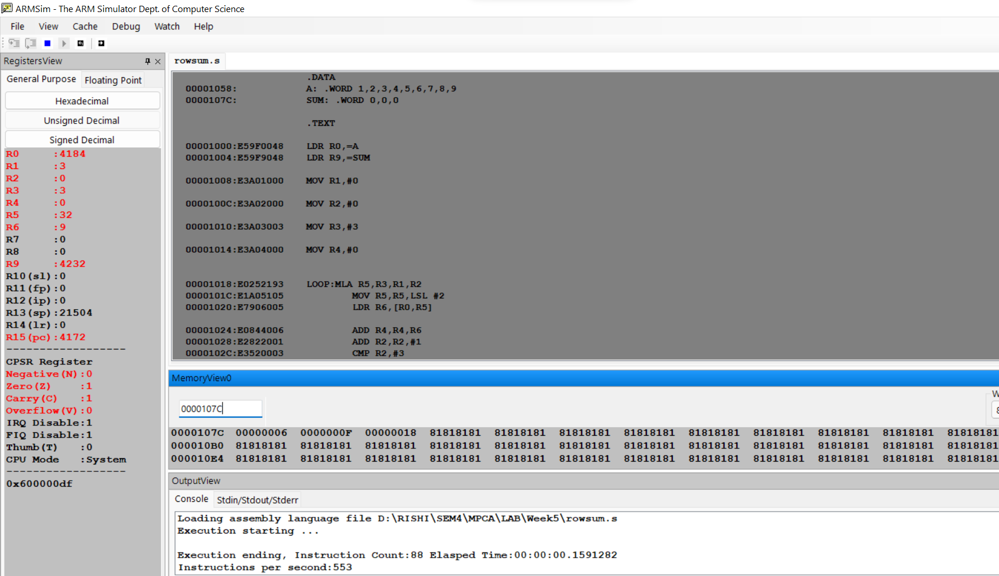 ARMSim - The ARM Simulator Dept. of Computer Science
File View Cache Debug Watch Help
RegistersView
General Purpose Floating Point
Hexadecimal
Unsigned Decimal
Signed Decimal
R0 :4184
R1 :3
R2 :0
R3 :3
R4 :0
R5 :32
R6 :9
R7 :0
R8 :0
R9 :4232
R10(sl):0
R11(fp):0
R12(ip):0
R13(sp):21504
R14(lr):0
R15(pc):4172
------------------
CPSR Register
Negative(N):0
Zero(Z) :1
Carry(C) :1
Overflow(V):0
IRQ Disable:1
FIQ Disable:1
Thumb(T) :0
CPU Mode :System
------------------
0x600000df
rowsum.s
.DATA
00001058: A: .WORD 1,2,3,4,5,6,7,8,9
0000107C: SUM: .WORD 0,0,0
.TEXT
00001000:E59F0048 LDR R0,=A
00001004:E59F9048 LDR R9,=SUM
00001008:E3A01000 MOV R1,#0
0000100C:E3A02000 MOV R2,#0
00001010:E3A03003 MOV R3,#3
00001014:E3A04000 MOV R4,#0
00001018:E0252193 LOOP:MLA R5,R3,R1,R2
0000101C:E1A05105 MOV R5,R5,LSL #2
00001020:E7906005 LDR R6,[R0,R5]
00001024:E0844006 ADD R4,R4,R6
00001028:E2822001 ADD R2,R2,#1
0000102C:E3520003 CMP R2,#3
MemoryView0
0000107C
W
8
0000107C 00000006 0000000F 00000018 81818181 81818181 81818181 81818181 81818181 81818181 81818181 81818181 81818181
000010B0 81818181 81818181 81818181 81818181 81818181 81818181 81818181 81818181 81818181 81818181 81818181 81818181
000010E4 81818181 81818181 81818181 81818181 81818181 81818181 81818181 81818181 81818181 81818181 81818181 81818181
OutputView
Console Stdin/Stdout/Stderr
Loading assembly language file D:\RISHI\SEM4\MPCA\LAB\Week5\rowsum.s
Execution starting ...
Execution ending, Instruction Count:88 Elasped Time:00:00:00.1591282
Instructions per second:553